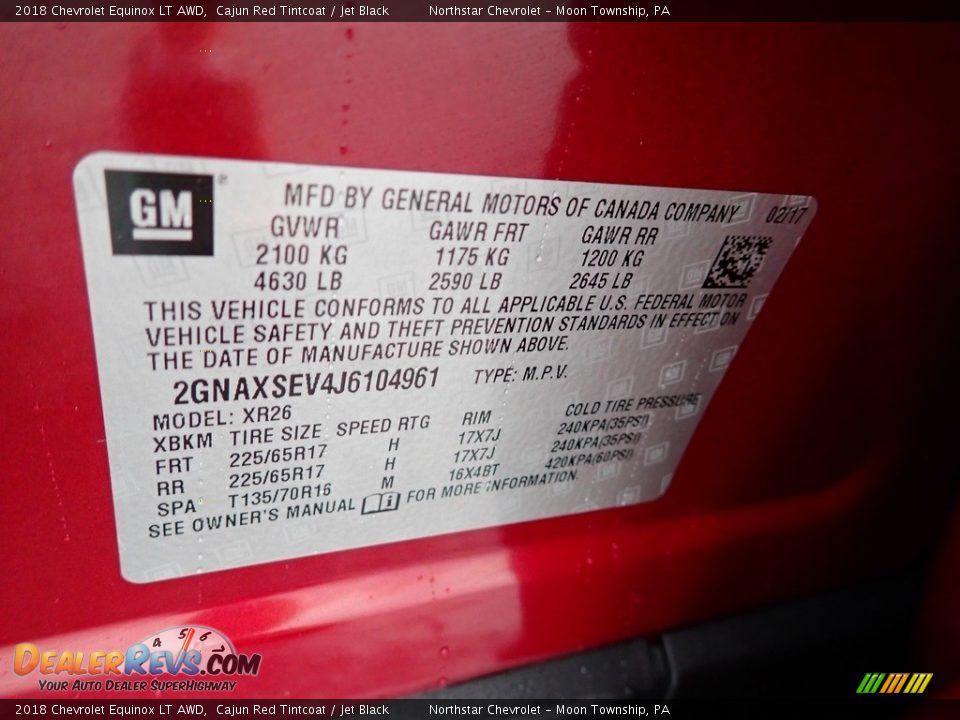 2018 Chevrolet Equinox LT AWD,  Cajun Red Tintcoat / Jet Black  Northstar Chevrolet – Moon Township, PA
GM®
MFD BY GENERAL MOTORS OF CANADA COMPANY 02/17
GVWR GAWR FRT GAWR RR
2100 KG 1175 KG 1200 KG
4630 LB 2590 LB 2645 LB
THIS VEHICLE CONFORMS TO ALL APPLICABLE U.S. FEDERAL MOTOR
VEHICLE SAFETY AND THEFT PREVENTION STANDARDS IN EFFECT ON
THE DATE OF MANUFACTURE SHOWN ABOVE.
2GNAXSEV4J6104961 TYPE: M.P.V.
MODEL: XR26
XBKM TIRE SIZE SPEED RTG RIM COLD TIRE PRESSURE
FRT 225/65R17 H 17X7J 240KPA(35PSI)
RR 225/65R17 H 17X7J 240KPA(35PSI)
SPA T135/70R16 M 16X4BT 420KPA(60PSI)
SEE OWNER'S MANUAL FOR MORE INFORMATION.
4 5 6
DEALERREVS.COM
YOUR AUTO DEALER SUPERHIGHWAY
2018 Chevrolet Equinox LT AWD,  Cajun Red Tintcoat / Jet Black  Northstar Chevrolet – Moon Township, PA